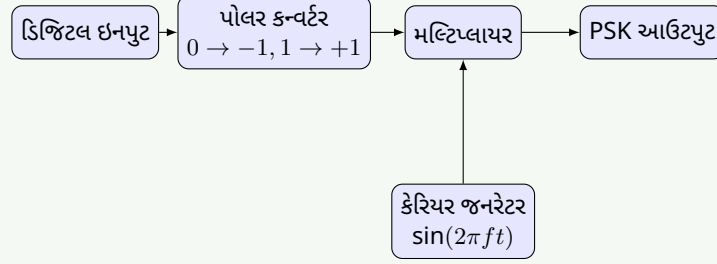 ડિજિટલ ઇનપુટ
પોલર કન્વર્ટર
0 → −1, 1 → +1
મલ્ટિપ્લાયર
PSK આઉટપુટ
કેરિયર જનરેટર
sin(2πft)